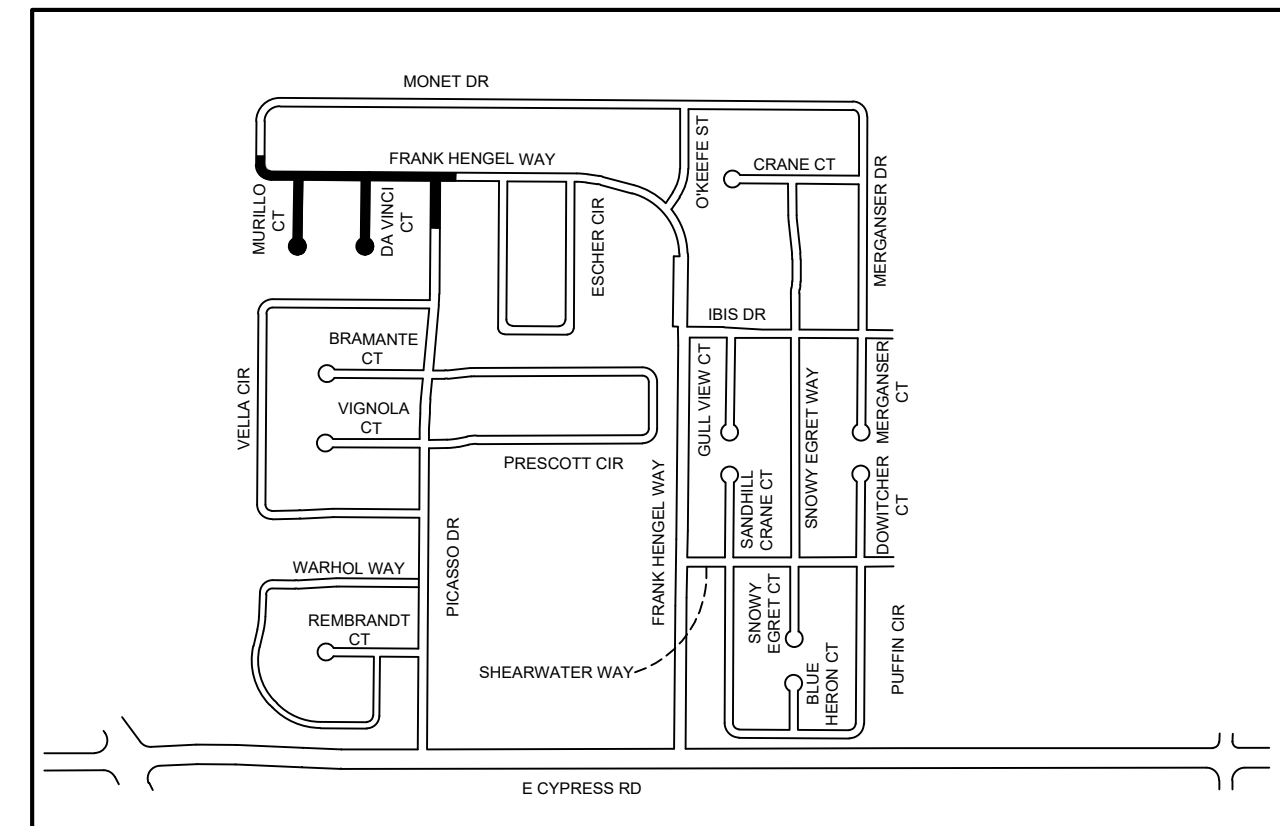 MONET DR
FRANK HENGEL WAY
O'KEEFE ST
CRANE CT
MERGANSER DR
MURILLO
CT
DA VINCI
CT
ESCHER CIR
IBIS DR
BRAMANTE
CT
VELLA CIR
VIGNOLA
CT
PRESCOTT CIR
GULL VIEW CT
SNOWY EGRET WAY
MERGANSER
CT
FRANK HENGEL WAY
SANDHILL
CRANE CT
DOWITCHER
CT
PICASSO DR
WARHOL WAY
REMBRANDT
CT
SHEARWATER WAY
SNOWY
EGRET CT
BLUE
HERON CT
PUFFIN CIR
E CYPRESS RD